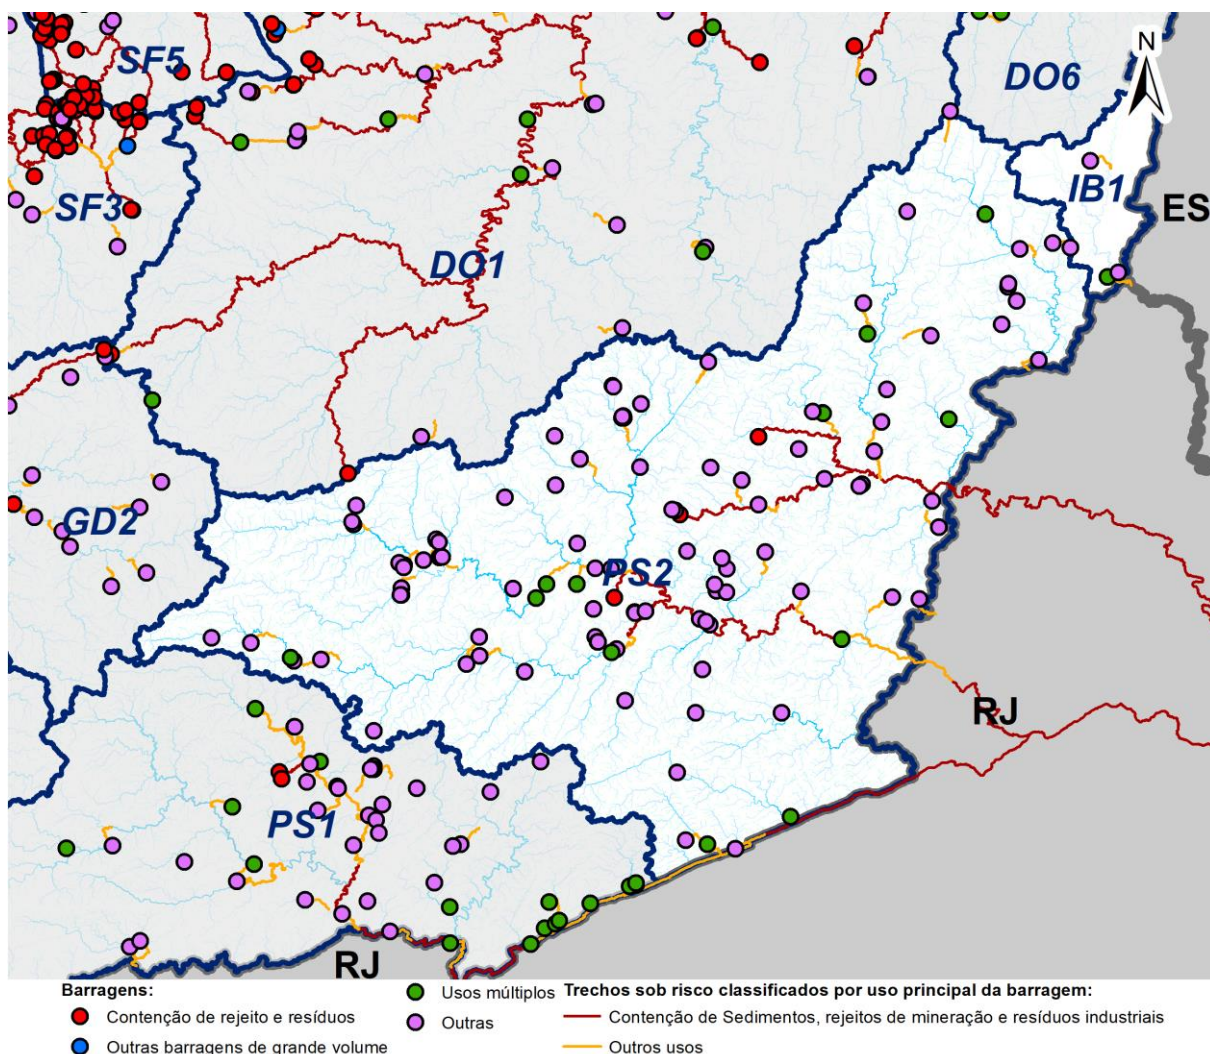 SF5
N
DO6
IB1
ES
SF3
DO1
GD2
PS2
RJ
PS1
RJ
Barragens:
Contenção de rejeito e resíduos
Outras barragens de grande volume
Usos múltiplos
Outras
Trechos sob risco classificados por uso principal da barragem:
Contenção de Sedimentos, rejeitos de mineração e resíduos industriais
Outros usos